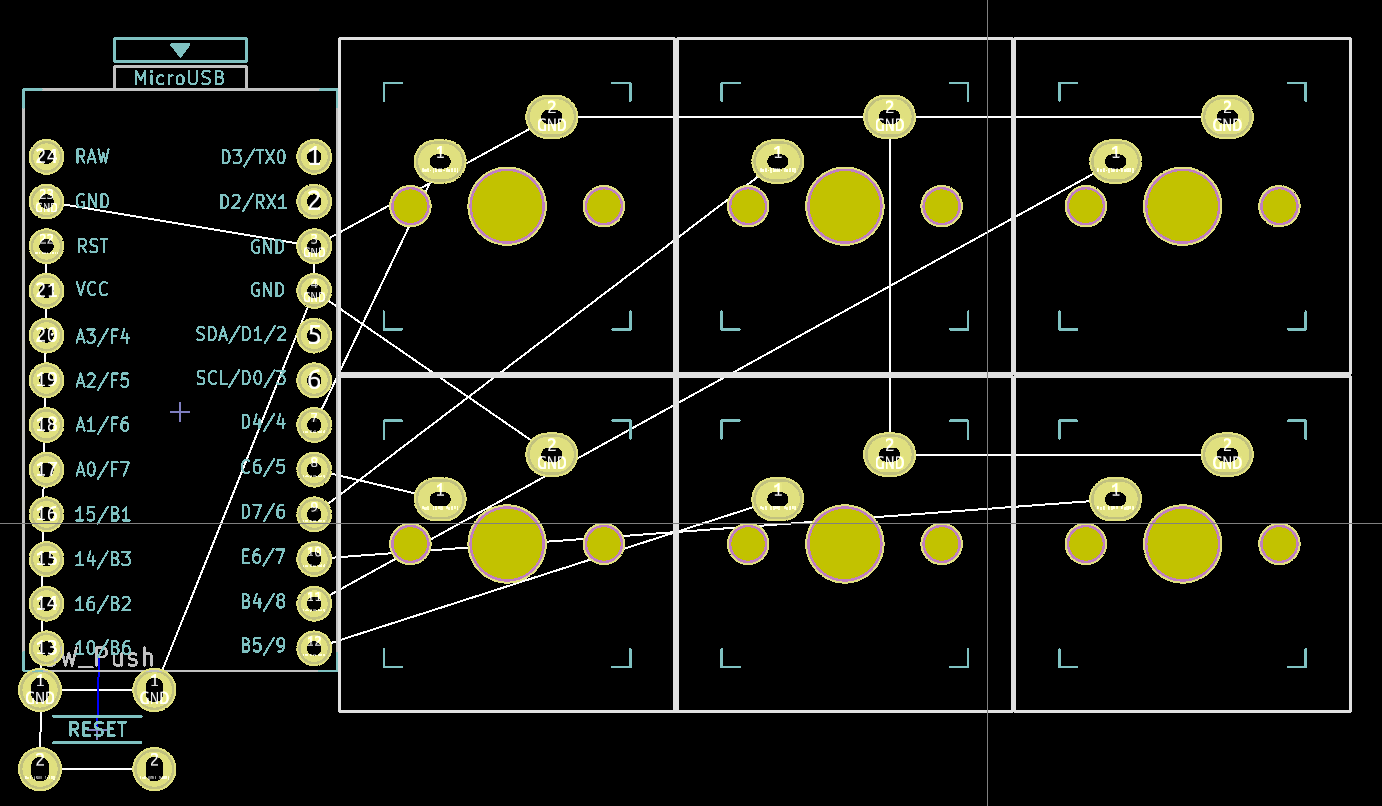 MicroUSB
24 RAW D3/TX0 1
GND GND D2/RX1 2
22 RST GND 3 GND
21 VCC GND 4 GND
20 A3/F4 SDA/D1/2 5
19 A2/F5 SCL/D0/3 6
18 A1/F6 D4/4 7
17 A0/F7 C6/5 8
16 15/B1 D7/6 9
15 14/B3 E6/7 10
14 16/B2 B4/8 11
13 10/B6 B5/9 12
SW_Push
1 GND 1 GND
RESET
2 2
2 GND 2 GND 2 GND
1 1 1
2 GND 2 GND 2 GND
1 1 1